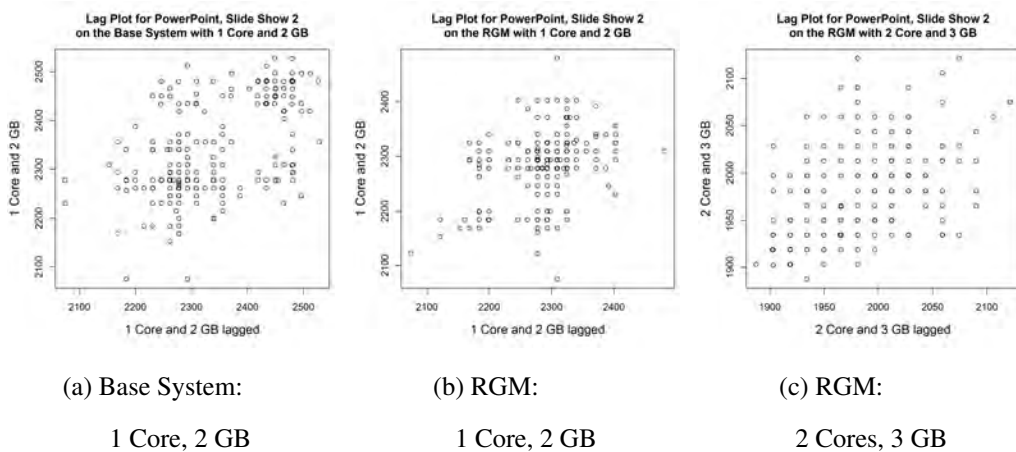 Lag Plot for PowerPoint, Slide Show 2
on the Base System with 1 Core and 2 GB
1 Core and 2 GB
2100 2200 2300 2400 2500
2100 2200 2300 2400 2500
1 Core and 2 GB lagged
Lag Plot for PowerPoint, Slide Show 2
on the RGM with 1 Core and 2 GB
1 Core and 2 GB
2100 2200 2300 2400
2100 2200 2300 2400
1 Core and 2 GB lagged
Lag Plot for PowerPoint, Slide Show 2
on the RGM with 2 Core and 3 GB
2 Core and 3 GB
1900 1950 2000 2050 2100
1900 1950 2000 2050 2100
2 Core and 3 GB lagged
(a) Base System:
1 Core, 2 GB
(b) RGM:
1 Core, 2 GB
(c) RGM:
2 Cores, 3 GB